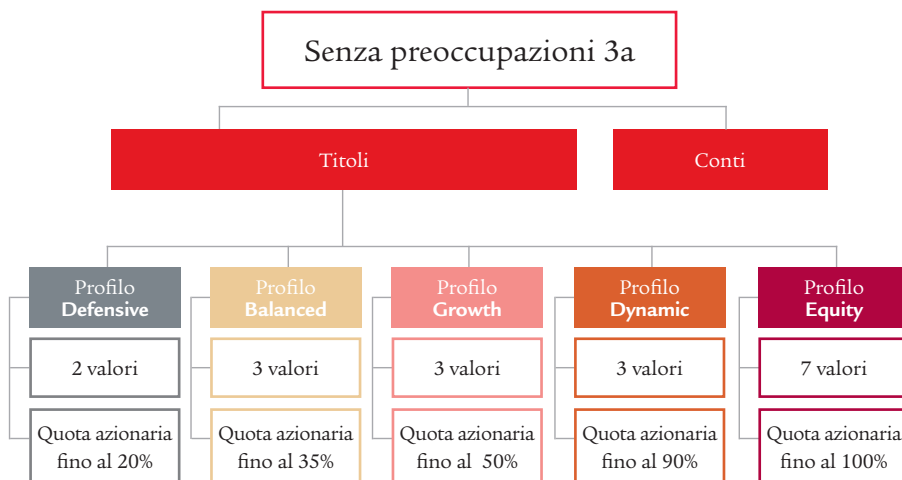 Senza preoccupazioni 3a
Titoli
Conti
Profilo
Defensive
Profilo
Balanced
Profilo
Growth
Profilo
Dynamic
Profilo
Equity
2 valori
3 valori
3 valori
3 valori
7 valori
Quota azionaria
fino al 20%
Quota azionaria
fino al 35%
Quota azionaria
fino al 50%
Quota azionaria
fino al 90%
Quota azionaria
fino al 100%